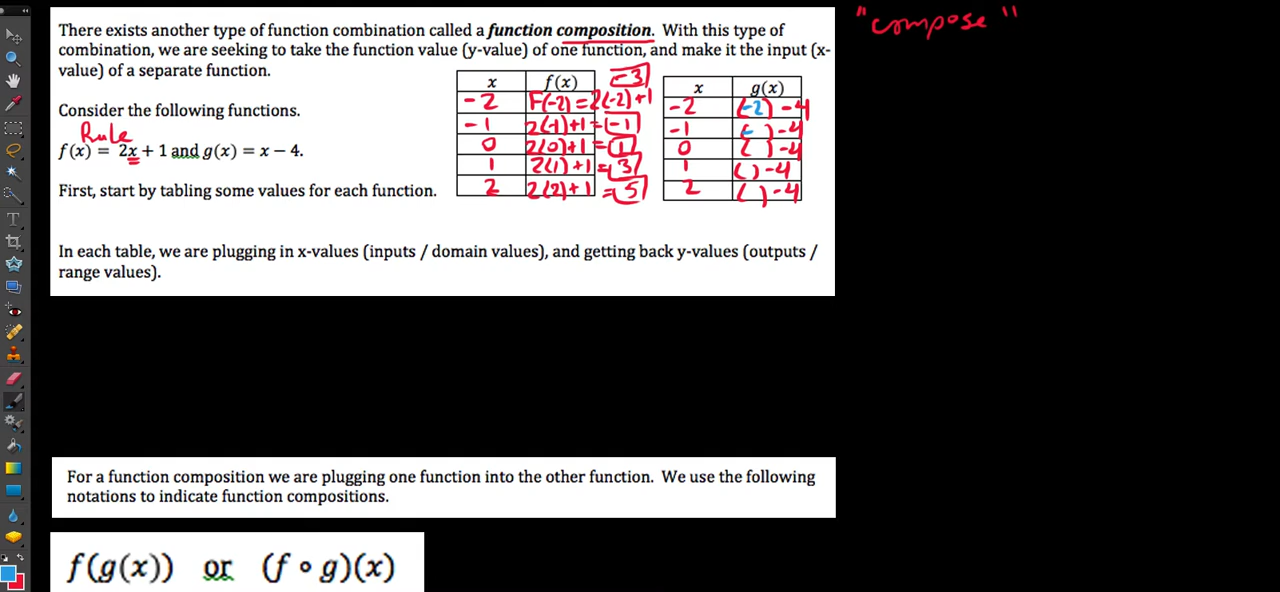 "compose"
There exists another type of function combination called a function composition. With this type of
combination, we are seeking to take the function value (y-value) of one function, and make it the input (x-
value) of a separate function.
Consider the following functions.
Rule
f(x) = 2x + 1 and g(x) = x − 4.
First, start by tabling some values for each function.
x f(x) -3
-2 F(-2) = 2(-2)+1
-1 2(-1)+1 = -1
0 2(0)+1 = 1
1 2(1)+1 = 3
2 2(2)+1 = 5
x g(x)
-2 (-2) -4
-1 (- ) -4
0 ( ) -4
1 ( ) -4
2 ( ) -4
In each table, we are plugging in x-values (inputs / domain values), and getting back y-values (outputs /
range values).
For a function composition we are plugging one function into the other function. We use the following
notations to indicate function compositions.
f(g(x)) or (f ∘ g)(x)